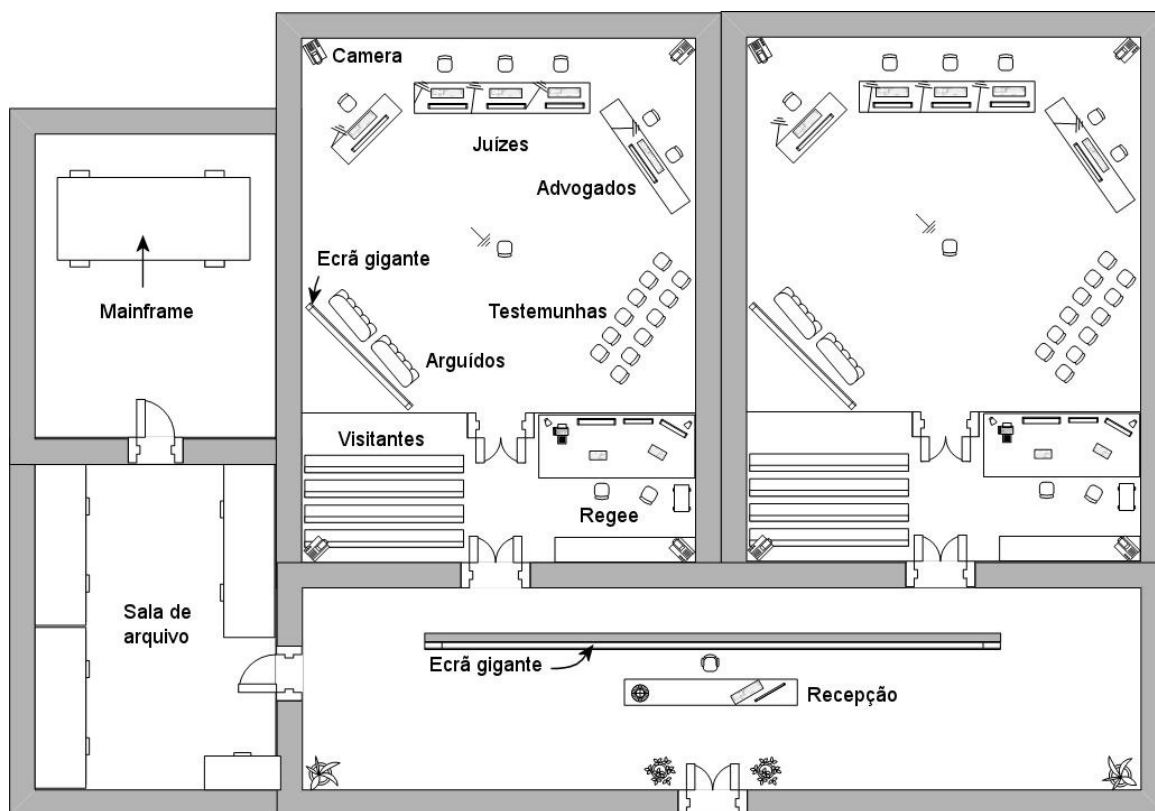 Camera
Juízes
Advogados
Ecrã gigante
Mainframe
Testemunhas
Arguídos
Visitantes
Regee
Sala de
arquivo
Ecrã gigante
Recepção